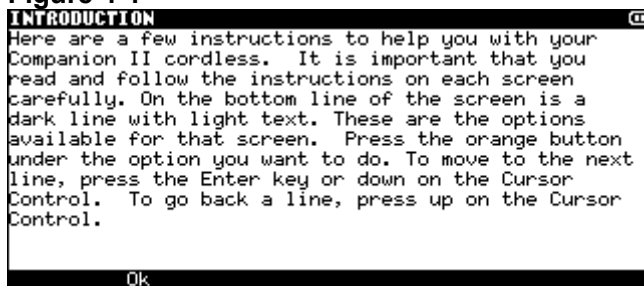 INTRODUCTION
Here are a few instructions to help you with your
Companion II cordless.  It is important that you
read and follow the instructions on each screen
carefully. On the bottom line of the screen is a
dark line with light text. These are the options
available for that screen.  Press the orange button
under the option you want to do. To move to the next
line, press the Enter key or down on the Cursor
Control.  To go back a line, press up on the Cursor
Control.
Ok